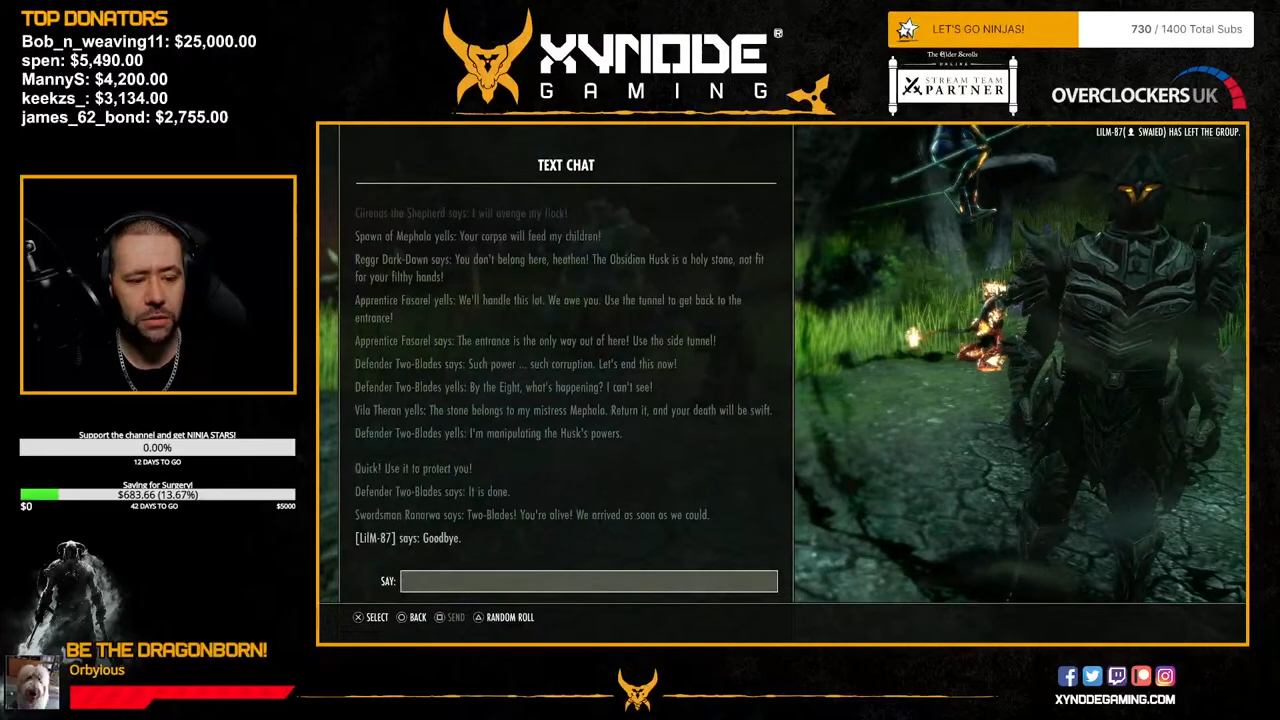 TOP DONATORS
Bob_n_weaving11: $25,000.00
spen: $5,490.00
MannyS: $4,200.00
keekzs_: $3,134.00
james_62_bond: $2,755.00
XYNODE®
GAMING
LET'S GO NINJAS!
730 / 1400 Total Subs
The Elder Scrolls
ONLINE
STREAM TEAM
PARTNER
OVERCLOCKERS UK
LILM-87( SWAIED) HAS LEFT THE GROUP.
TEXT CHAT
Ciirenas the Shepherd says: I will avenge my flock!
Spawn of Mephala yells: Your corpse will feed my children!
Reggr Dark-Dawn says: You don't belong here, heathen! The Obsidian Husk is a holy stone, not fit
for your filthy hands!
Apprentice Fasarel yells: We'll handle this lot. We owe you. Use the tunnel to get back to the
entrance!
Apprentice Fasarel says: The entrance is the only way out of here! Use the side tunnel!
Defender Two-Blades says: Such power ... such corruption. Let's end this now!
Defender Two-Blades yells: By the Eight, what's happening? I can't see!
Vila Theran yells: The stone belongs to my mistress Mephala. Return it, and your death will be swift.
Defender Two-Blades yells: I'm manipulating the Husk's powers.
Quick! Use it to protect you!
Defender Two-Blades says: It is done.
Swordsman Ranarwa says: Two-Blades! You're alive! We arrived as soon as we could.
[LilM-87] says: Goodbye.
SAY:
SELECT BACK SEND RANDOM ROLL
Support the channel and get NINJA STARS!
0.00%
12 DAYS TO GO
Saving for Surgery!
$683.66 (13.67%)
$0 42 DAYS TO GO $5000
BE THE DRAGONBORN!
Orbyious
XYNODEGAMING.COM